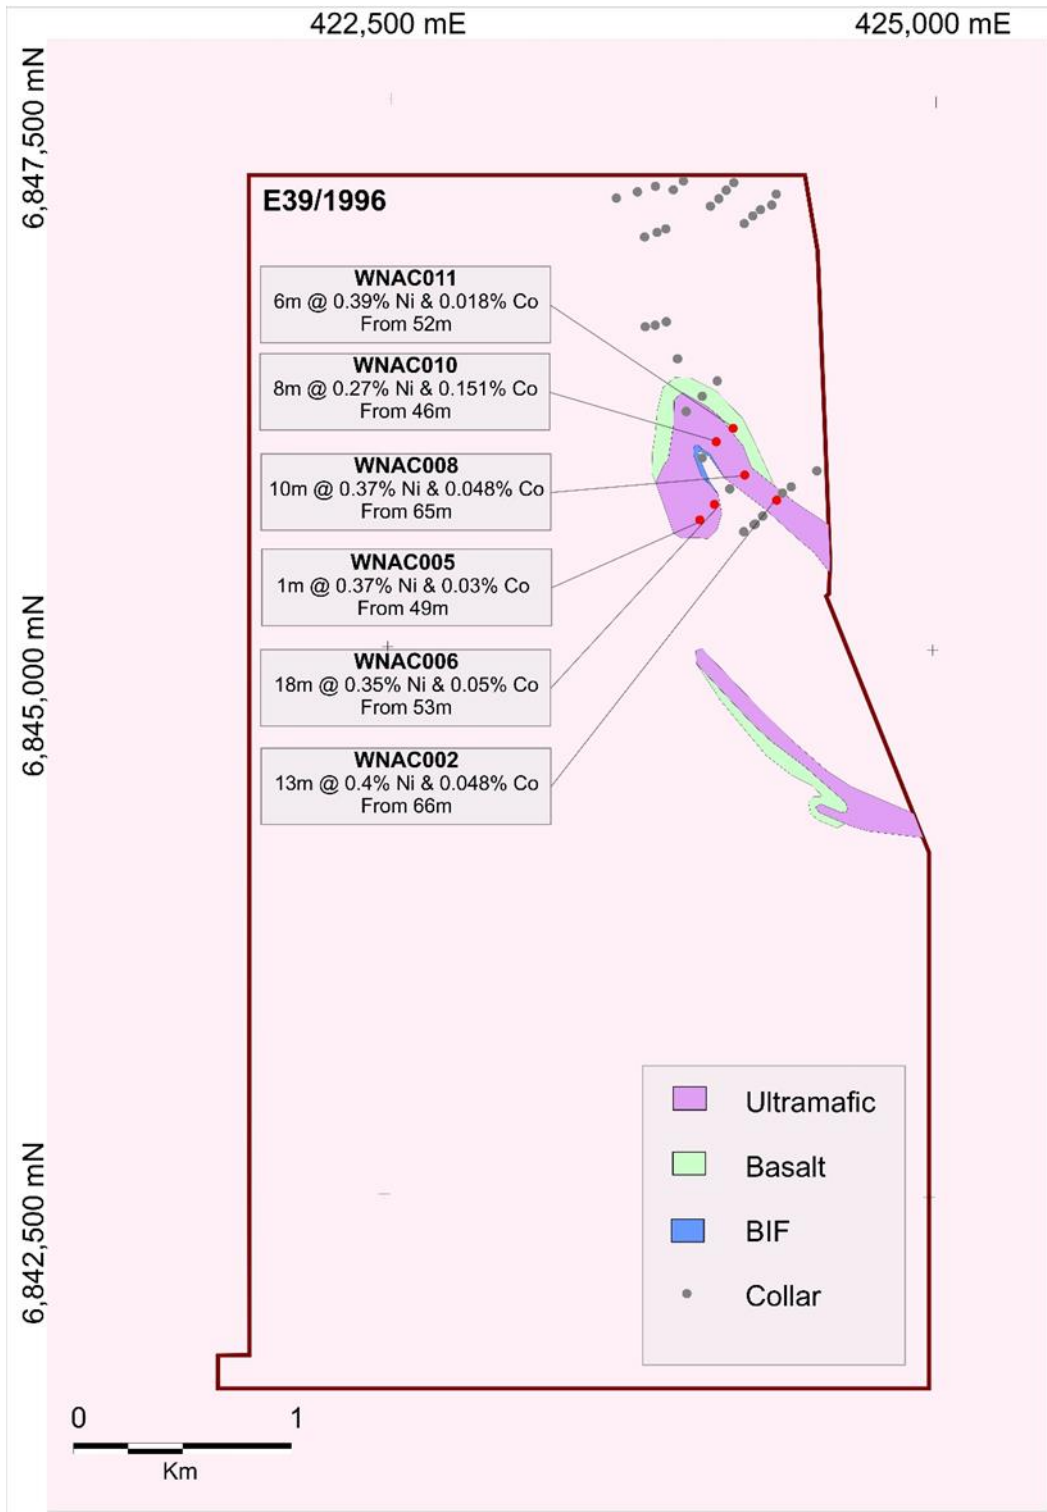 422,500 mE
425,000 mE
6,847,500 mN
E39/1996
WNAC011
6m @ 0.39% Ni & 0.018% Co
From 52m
WNAC010
8m @ 0.27% Ni & 0.151% Co
From 46m
WNAC008
10m @ 0.37% Ni & 0.048% Co
From 65m
WNAC005
1m @ 0.37% Ni & 0.03% Co
From 49m
6,845,000 mN
WNAC006
18m @ 0.35% Ni & 0.05% Co
From 53m
WNAC002
13m @ 0.4% Ni & 0.048% Co
From 66m
6,842,500 mN
Ultramafic
Basalt
BIF
Collar
0 1
Km